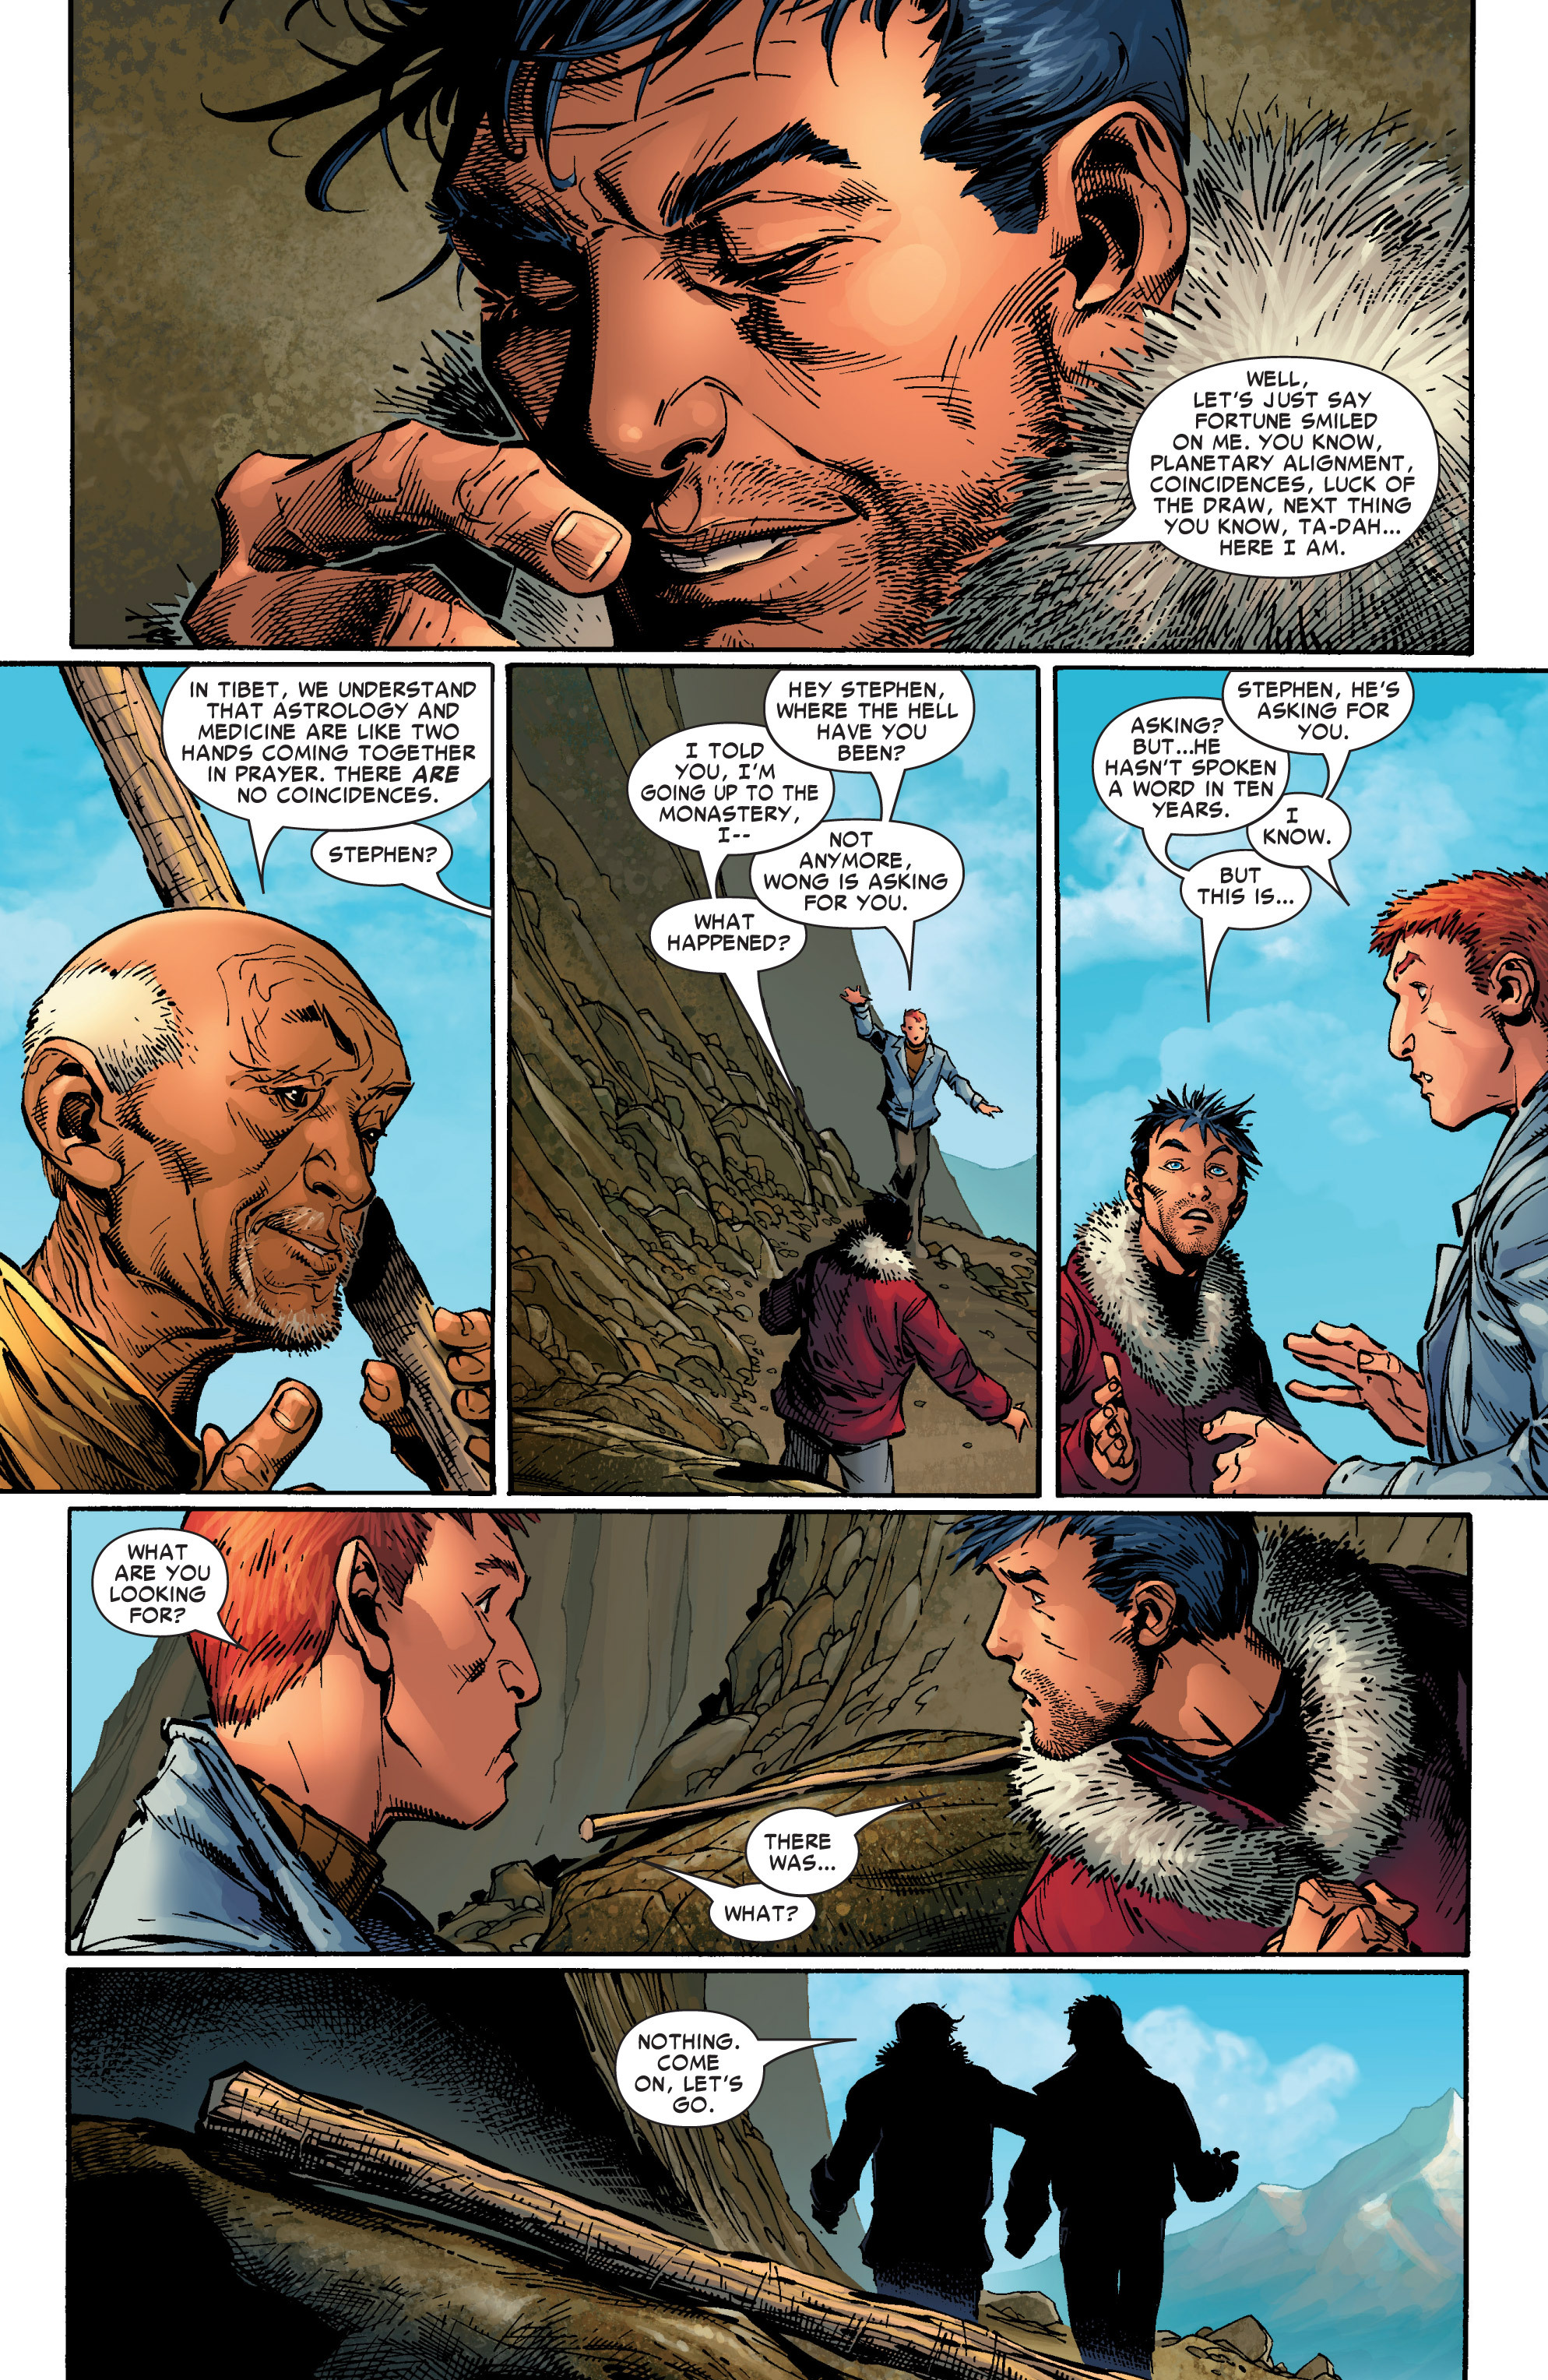 WELL,
LET'S JUST SAY
FORTUNE SMILED
ON ME. YOU KNOW,
PLANETARY ALIGNMENT,
COINCIDENCES, LUCK OF
THE DRAW, NEXT THING
YOU KNOW, TA-DAH...
HERE I AM.
IN TIBET, WE UNDERSTAND
THAT ASTROLOGY AND
MEDICINE ARE LIKE TWO
HANDS COMING TOGETHER
IN PRAYER. THERE ARE
NO COINCIDENCES.
STEPHEN?
HEY STEPHEN,
WHERE THE HELL
HAVE YOU
BEEN?
I TOLD
YOU, I'M
GOING UP TO THE
MONASTERY,
I--
NOT
ANYMORE,
WONG IS ASKING
FOR YOU.
WHAT
HAPPENED?
STEPHEN, HE'S
ASKING FOR
YOU.
ASKING?
BUT...HE
HASN'T SPOKEN
A WORD IN TEN
YEARS.
I
KNOW.
BUT
THIS IS...
WHAT
ARE YOU
LOOKING
FOR?
THERE
WAS...
WHAT?
NOTHING.
COME
ON, LET'S
GO.